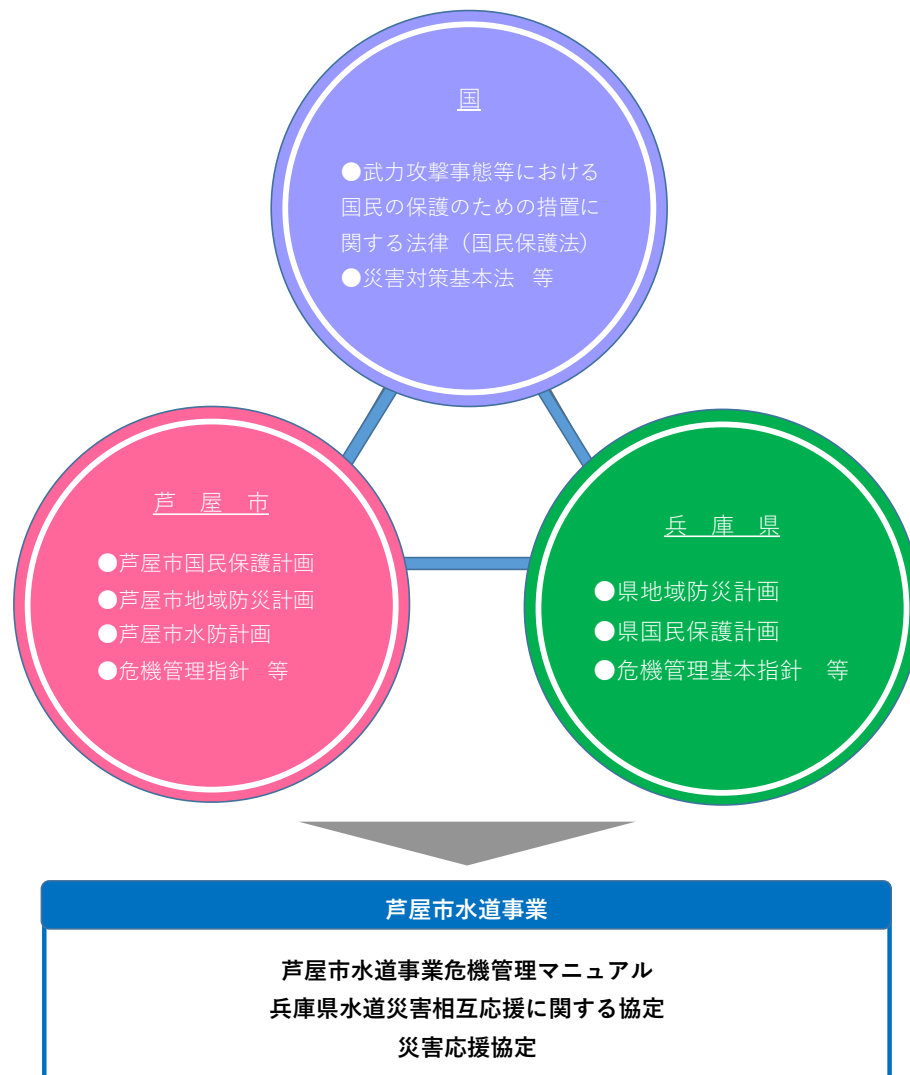 国
●武力攻撃事態等における
国民の保護のための措置に
関する法律（国民保護法）
●災害対策基本法　等
芦　屋　市
●芦屋市国民保護計画
●芦屋市地域防災計画
●芦屋市水防計画
●危機管理指針　等
兵　庫　県
●県地域防災計画
●県国民保護計画
●危機管理基本指針　等
芦屋市水道事業
芦屋市水道事業危機管理マニュアル
兵庫県水道災害相互応援に関する協定
災害応援協定